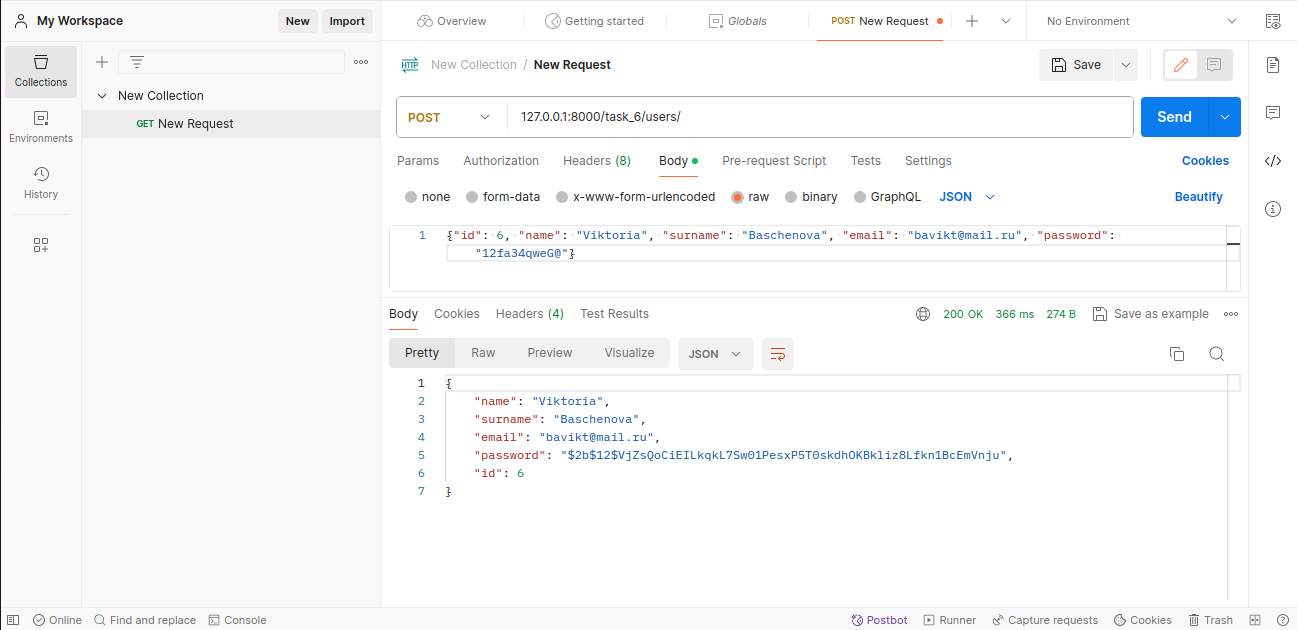 My Workspace
New
Import
Overview
Getting started
Globals
POST New Request
No Environment
Collections
Environments
History
New Collection
GET New Request
HTTP
New Collection / New Request
Save
POST
127.0.0.1:8000/task_6/users/
Send
Params
Authorization
Headers (8)
Body
Pre-request Script
Tests
Settings
Cookies
none
form-data
x-www-form-urlencoded
raw
binary
GraphQL
JSON
Beautify
1 {"id": 6, "name": "Viktoria", "surname": "Baschenova", "email": "bavikt@mail.ru", "password":
"12fa34qweG@"}
Body
Cookies
Headers (4)
Test Results
200 OK
366 ms
274 B
Save as example
Pretty
Raw
Preview
Visualize
JSON
1 {
2 "name": "Viktoria",
3 "surname": "Baschenova",
4 "email": "bavikt@mail.ru",
5 "password": "$2b$12$VjZsQoCiEILkqkL7Sw01PesxP5T0skdhOKBkliz8Lfkn1BcEmVnju",
6 "id": 6
7 }
Online
Find and replace
Console
Postbot
Runner
Capture requests
Cookies
Trash